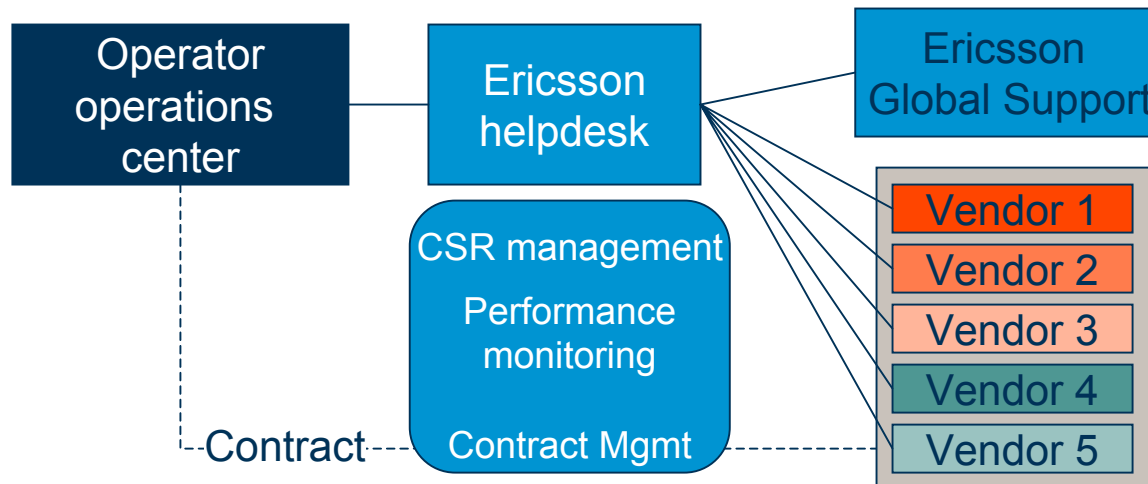 Operator
operations
center
Ericsson
helpdesk
Ericsson
Global Support
CSR management
Performance
monitoring
Contract
Contract Mgmt
Vendor 1
Vendor 2
Vendor 3
Vendor 4
Vendor 5